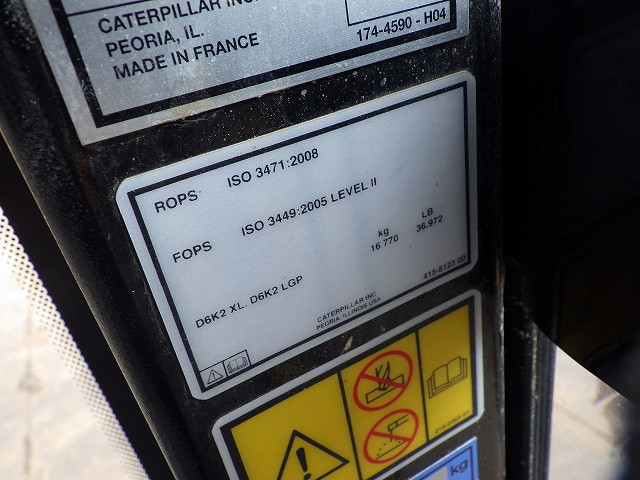 CATERPILLAR INC.
PEORIA, IL.
MADE IN FRANCE
174-4590 - H04
ROPS ISO 3471:2008
FOPS ISO 3449:2005 LEVEL II
kg LB
D6K2 XL. D6K2 LGP 16 770 36,972
CATERPILLAR INC
PEORIA, ILLINOIS USA
415-8123 00
kg